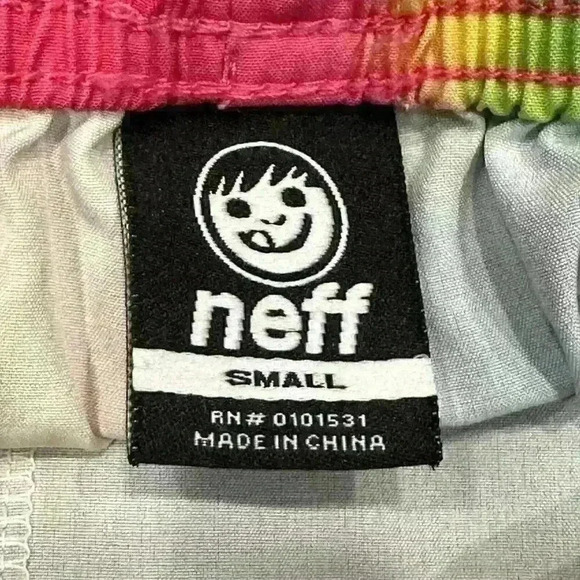 neff
SMALL
RN# 0101531
MADE IN CHINA